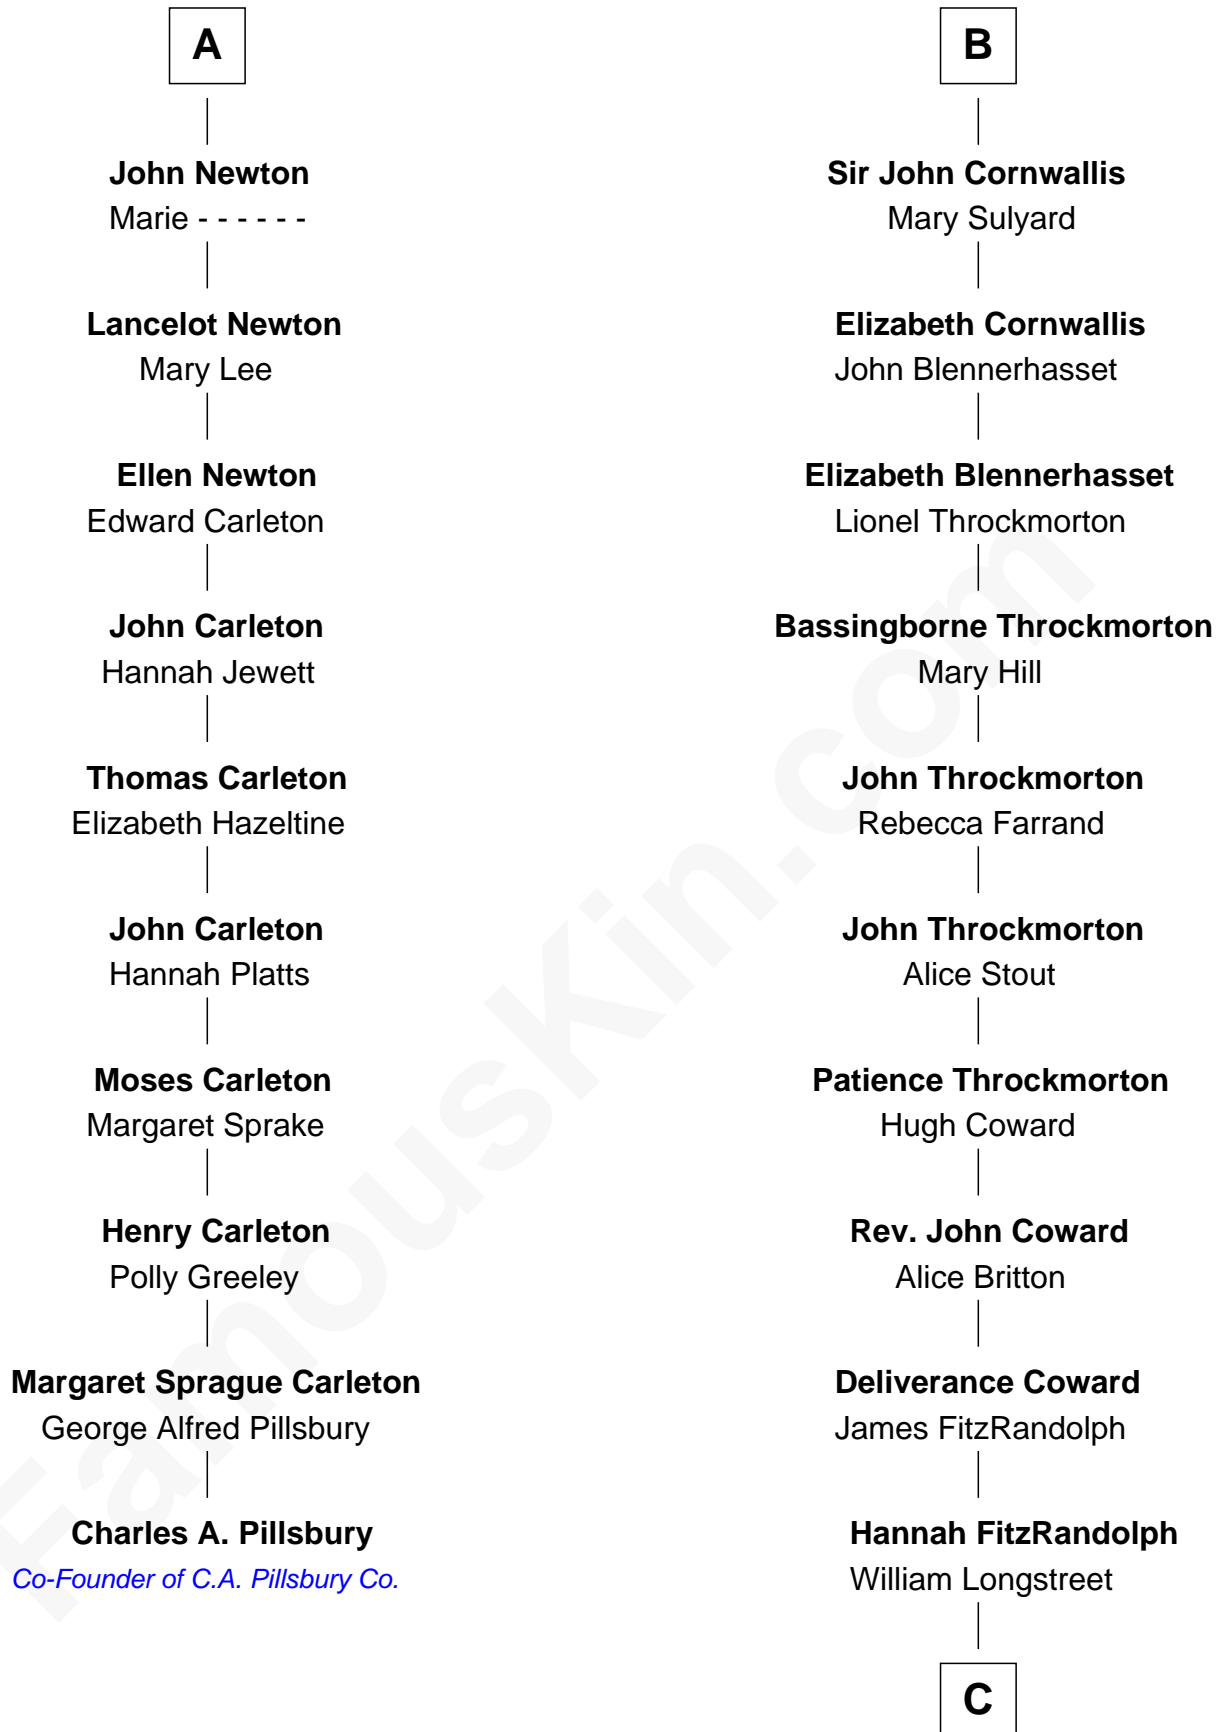 A
John Newton
Marie - - - - - -
Lancelot Newton
Mary Lee
Ellen Newton
Edward Carleton
John Carleton
Hannah Jewett
Thomas Carleton
Elizabeth Hazeltine
John Carleton
Hannah Platts
Moses Carleton
Margaret Sprake
Henry Carleton
Polly Greeley
Margaret Sprague Carleton
George Alfred Pillsbury
Charles A. Pillsbury
Co-Founder of C.A. Pillsbury Co.
B
Sir John Cornwallis
Mary Sulyard
Elizabeth Cornwallis
John Blennerhasset
Elizabeth Blennerhasset
Lionel Throckmorton
Bassingborne Throckmorton
Mary Hill
John Throckmorton
Rebecca Farrand
John Throckmorton
Alice Stout
Patience Throckmorton
Hugh Coward
Rev. John Coward
Alice Britton
Deliverance Coward
James FitzRandolph
Hannah FitzRandolph
William Longstreet
C
FamousKin.com